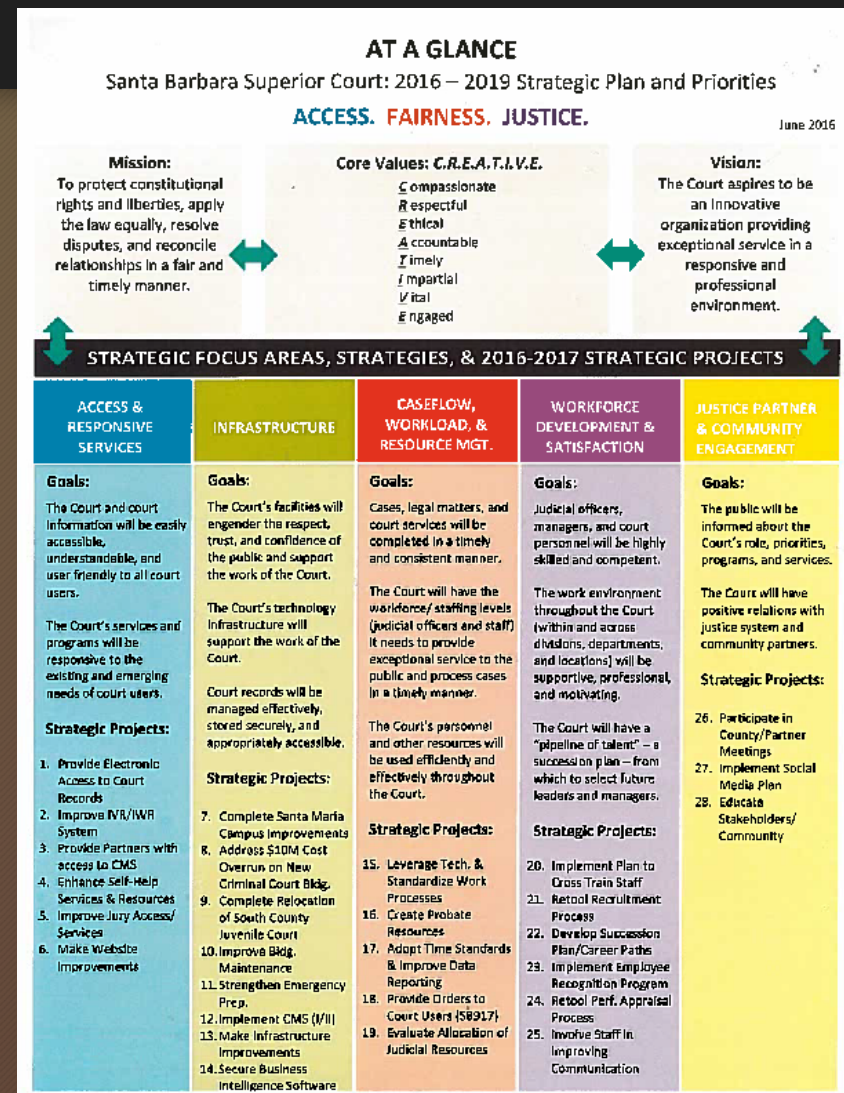 AT A GLANCE
Santa Barbara Superior Court: 2016 – 2019 Strategic Plan and Priorities
ACCESS. FAIRNESS. JUSTICE.
June 2016
Mission:
To protect constitutional
rights and liberties, apply
the law equally, resolve
disputes, and reconcile
relationships in a fair and
timely manner.
Core Values: C.R.E.A.T.I.V.E.
C ompassionate
R espectful
E thical
A ccountable
T imely
I mpartial
V ital
E ngaged
Vision:
The Court aspires to be
an innovative
organization providing
exceptional service in a
responsive and
professional
environment.
STRATEGIC FOCUS AREAS, STRATEGIES, & 2016-2017 STRATEGIC PROJECTS
ACCESS &
RESPONSIVE
SERVICES
Goals:
The Court and court
information will be easily
accessible,
understandable, and
user friendly to all court
users.
The Court's services and
programs will be
responsive to the
existing and emerging
needs of court users.
Strategic Projects:
1. Provide Electronic
Access to Court
Records
2. Improve IVR/IWR
System
3. Provide Partners with
access to CMS
4. Enhance Self-Help
Services & Resources
5. Improve Jury Access/
Services
6. Make Website
Improvements
INFRASTRUCTURE
Goals:
The Court's facilities will
engender the respect,
trust, and confidence of
the public and support
the work of the Court.
The Court's technology
infrastructure will
support the work of the
Court.
Court records will be
managed effectively,
stored securely, and
appropriately accessible.
Strategic Projects:
7. Complete Santa Maria
Campus Improvements
8. Address $10M Cost
Overrun on New
Criminal Court Bldg.
9. Complete Relocation
of South County
Juvenile Court
10. Improve Bldg.
Maintenance
11. Strengthen Emergency
Prep.
12. Implement CMS (I/II)
13. Make Infrastructure
Improvements
14. Secure Business
Intelligence Software
CASEFLOW,
WORKLOAD, &
RESOURCE MGT.
Goals:
Cases, legal matters, and
court services will be
completed in a timely
and consistent manner.
The Court will have the
workforce/ staffing levels
(judicial officers and staff)
it needs to provide
exceptional service to the
public and process cases
in a timely manner.
The Court's personnel
and other resources will
be used efficiently and
effectively throughout
the Court.
Strategic Projects:
15. Leverage Tech. &
Standardize Work
Processes
16. Create Probate
Resources
17. Adopt Time Standards
& Improve Data
Reporting
18. Provide Orders to
Court Users (SB917)
19. Evaluate Allocation of
Judicial Resources
WORKFORCE
DEVELOPMENT &
SATISFACTION
Goals:
Judicial officers,
managers, and court
personnel will be highly
skilled and competent.
The work environment
throughout the Court
(within and across
divisions, departments,
and locations) will be
supportive, professional,
and motivating.
The Court will have a
"pipeline of talent" – a
succession plan – from
which to select future
leaders and managers.
Strategic Projects:
20. Implement Plan to
Cross Train Staff
21. Retool Recruitment
Process
22. Develop Succession
Plan/Career Paths
23. Implement Employee
Recognition Program
24. Retool Perf. Appraisal
Process
25. Involve Staff in
Improving
Communication
JUSTICE PARTNER
& COMMUNITY
ENGAGEMENT
Goals:
The public will be
informed about the
Court's role, priorities,
programs, and services.
The Court will have
positive relations with
justice system and
community partners.
Strategic Projects:
26. Participate in
County/Partner
Meetings
27. Implement Social
Media Plan
28. Educate
Stakeholders/
Community